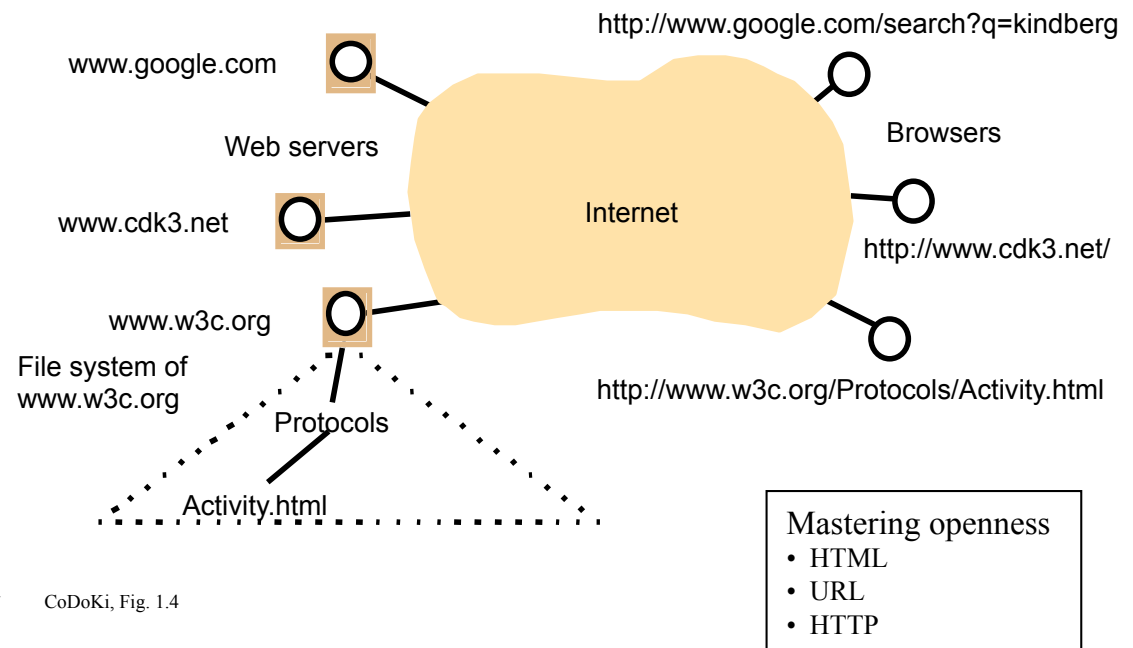 http://www.google.com/search?q=kindberg
www.google.com
Browsers
Web servers
Internet
www.cdk3.net
http://www.cdk3.net/
www.w3c.org
File system of
www.w3c.org
http://www.w3c.org/Protocols/Activity.html
Protocols
Activity.html
Mastering openness
• HTML
• URL
• HTTP
CoDoKi, Fig. 1.4